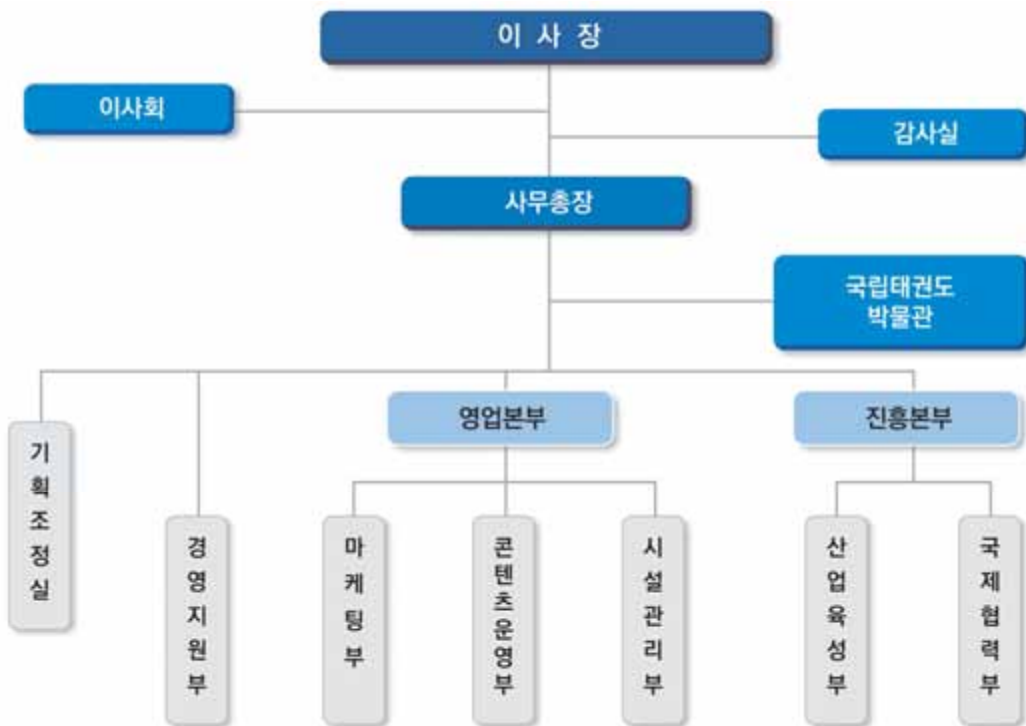 이 사 장
이사회
감사실
사무총장
국립태권도
박물관
영업본부
진흥본부
기획조정실
경영지원부
마케팅부
콘텐츠운영부
시설관리부
산업육성부
국제협력부